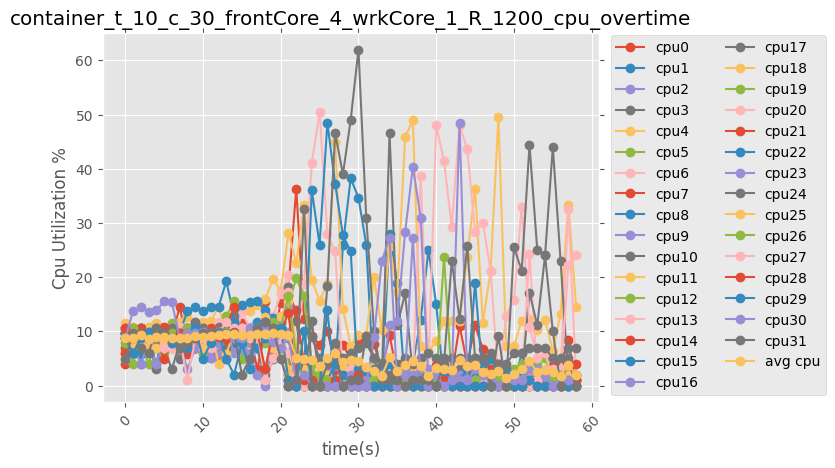 container_t_10_c_30_frontCore_4_wrkCore_1_R_1200_cpu_overtime
Cpu Utilization %
60
50
40
30
20
10
0
0
10
20
30
40
50
60
time(s)
cpu0
cpu1
cpu2
cpu3
cpu4
cpu5
cpu6
cpu7
cpu8
cpu9
cpu10
cpu11
cpu12
cpu13
cpu14
cpu15
cpu16
cpu17
cpu18
cpu19
cpu20
cpu21
cpu22
cpu23
cpu24
cpu25
cpu26
cpu27
cpu28
cpu29
cpu30
cpu31
avg cpu